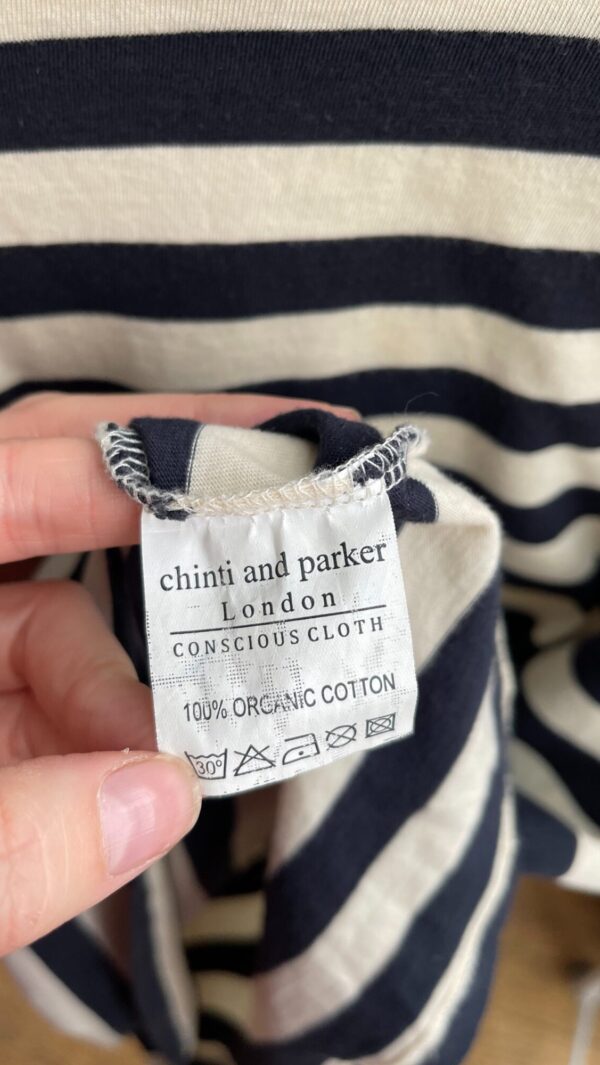 chinti and parker
London
CONSCIOUS CLOTH
100% ORGANIC COTTON
30°